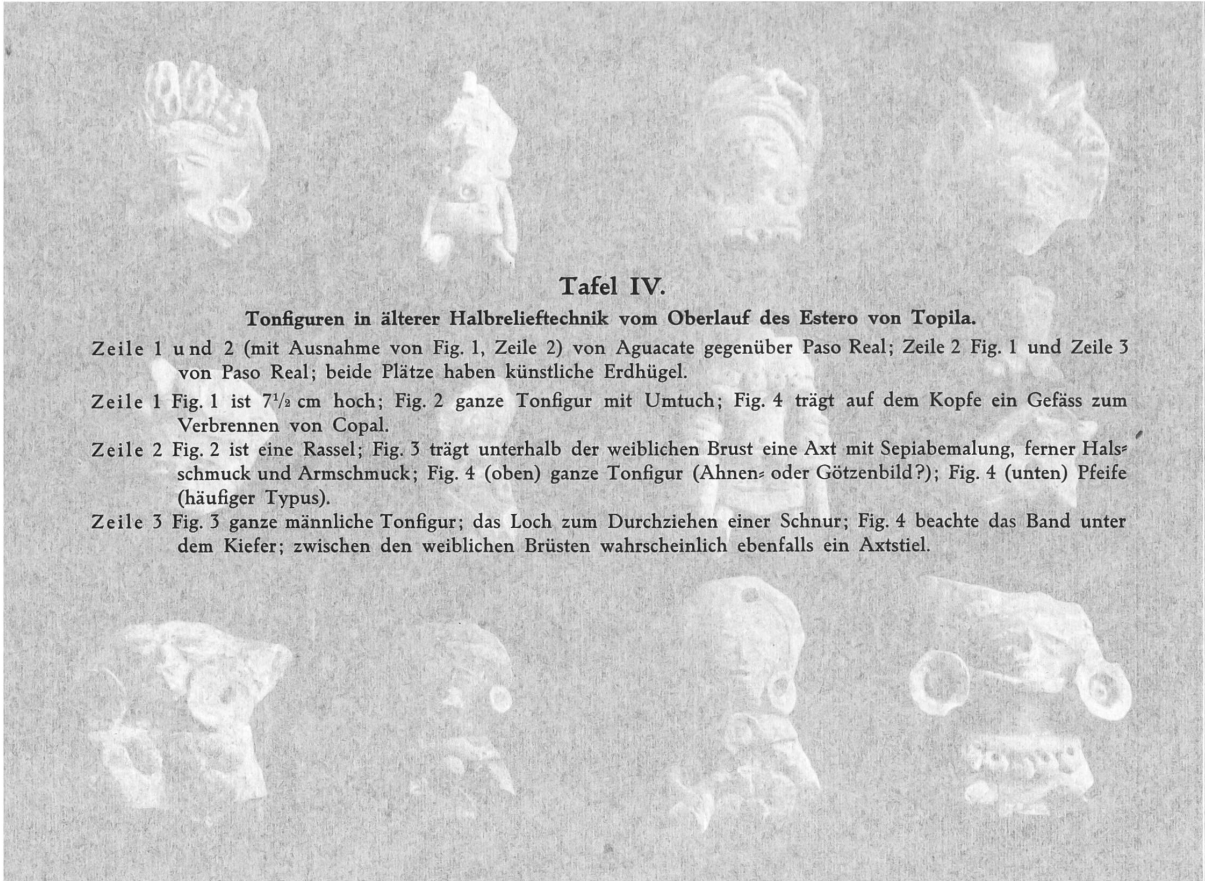 Tafel IV.
Tonfiguren in älterer Halbrelieftechnik vom Oberlauf des Estero von Topila.
Zeile 1 und 2 (mit Ausnahme von Fig. 1, Zeile 2) von Aguacate gegenüber Paso Real; Zeile 2 Fig. 1 und Zeile 3
von Paso Real; beide Plätze haben künstliche Erdhügel.
Zeile 1 Fig. 1 ist 7½ cm hoch; Fig. 2 ganze Tonfigur mit Umtuch; Fig. 4 trägt auf dem Kopfe ein Gefäss zum
Verbrennen von Copal.
Zeile 2 Fig. 2 ist eine Rassel; Fig. 3 trägt unterhalb der weiblichen Brust eine Axt mit Sepiabemalung, ferner Hals⸗
schmuck und Armschmuck; Fig. 4 (oben) ganze Tonfigur (Ahnen⸗ oder Götzenbild?); Fig. 4 (unten) Pfeife
(häufiger Typus).
Zeile 3 Fig. 3 ganze männliche Tonfigur; das Loch zum Durchziehen einer Schnur; Fig. 4 beachte das Band unter
dem Kiefer; zwischen den weiblichen Brüsten wahrscheinlich ebenfalls ein Axtstiel.